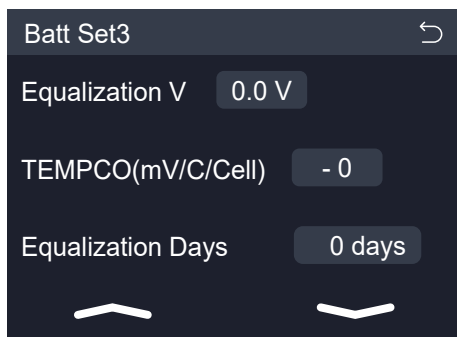 Batt Set3
Equalization V 0.0 V
TEMPCO(mV/C/Cell) - 0
Equalization Days 0 days